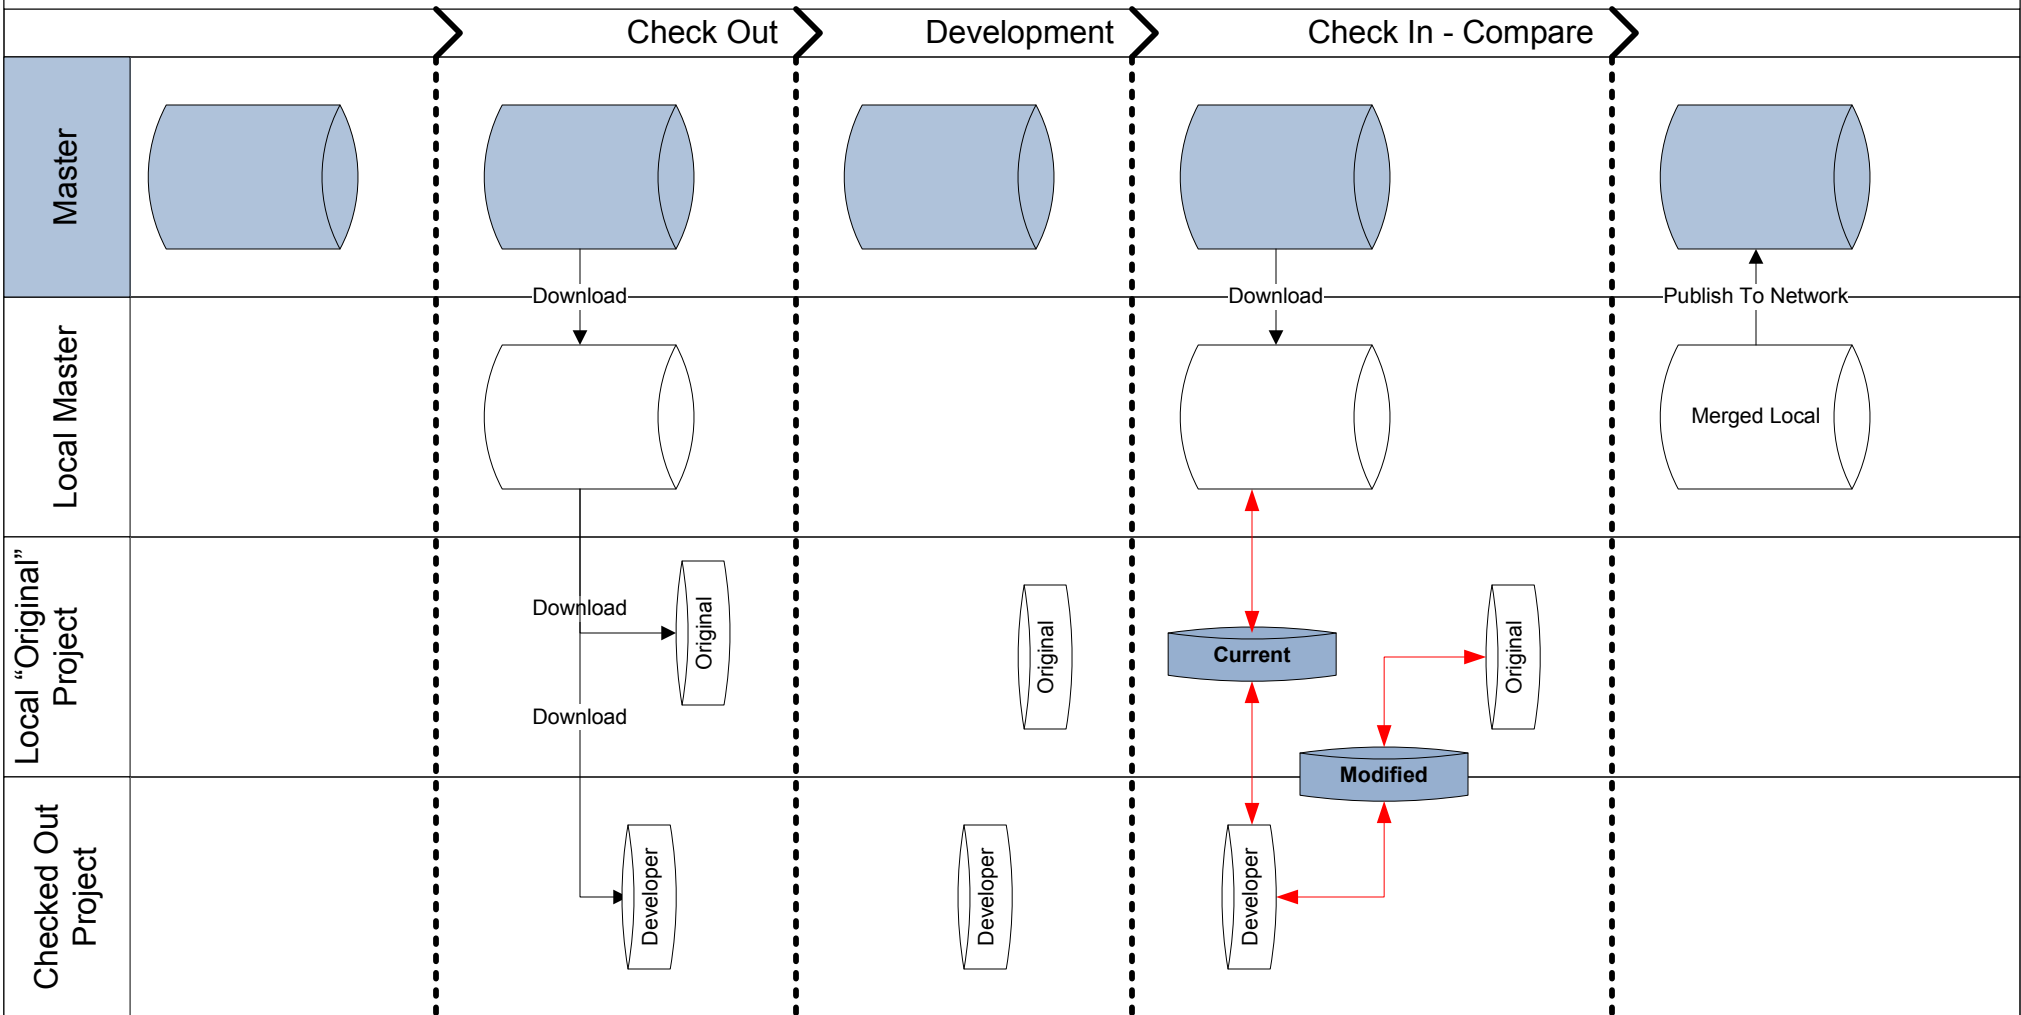 Check Out
Development
Check In - Compare
Master
Download
Download
Publish To Network
Local Master
Merged Local
Local “Original”
Project
Download
Original
Original
Current
Original
Download
Modified
Checked Out
Project
Developer
Developer
Developer